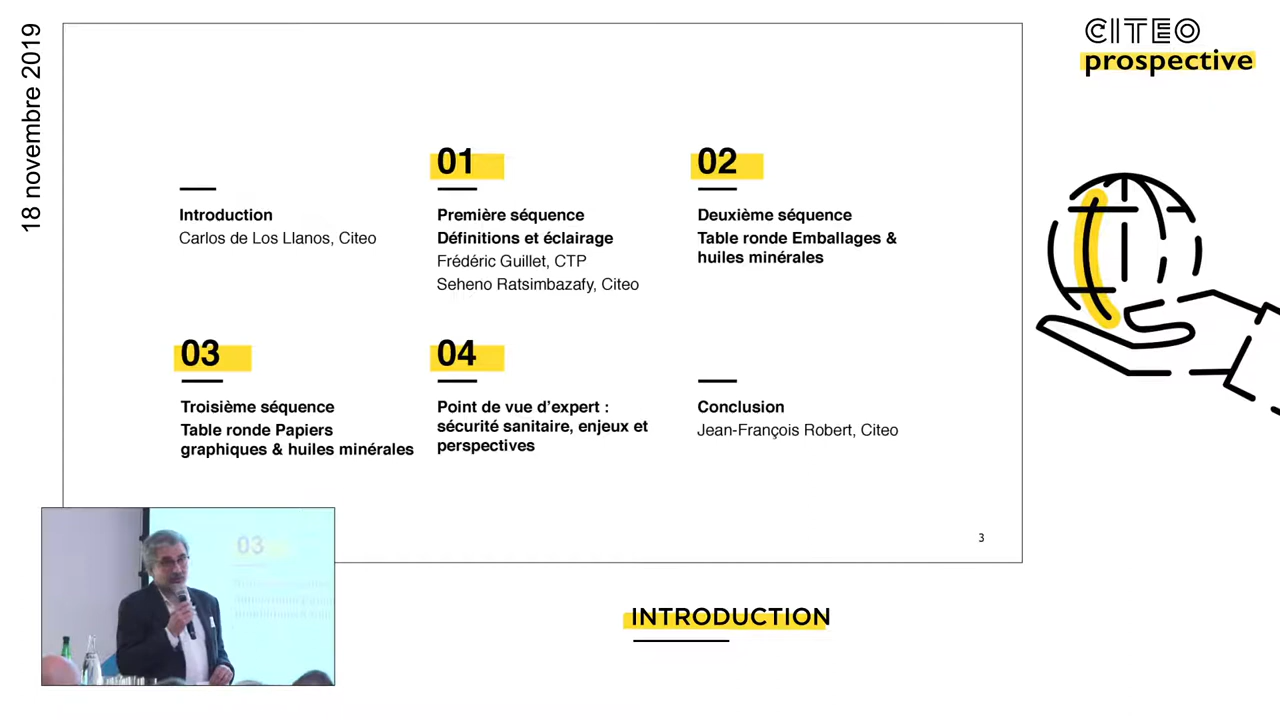 18 novembre 2019
CITEO
prospective
Introduction
Carlos de Los Llanos, Citeo
01
Première séquence
Définitions et éclairage
Frédéric Guillet, CTP
Seheno Ratsimbazafy, Citeo
02
Deuxième séquence
Table ronde Emballages &
huiles minérales
03
Troisième séquence
Table ronde Papiers
graphiques & huiles minérales
04
Point de vue d’expert :
sécurité sanitaire, enjeux et
perspectives
Conclusion
Jean-François Robert, Citeo
3
03
INTRODUCTION